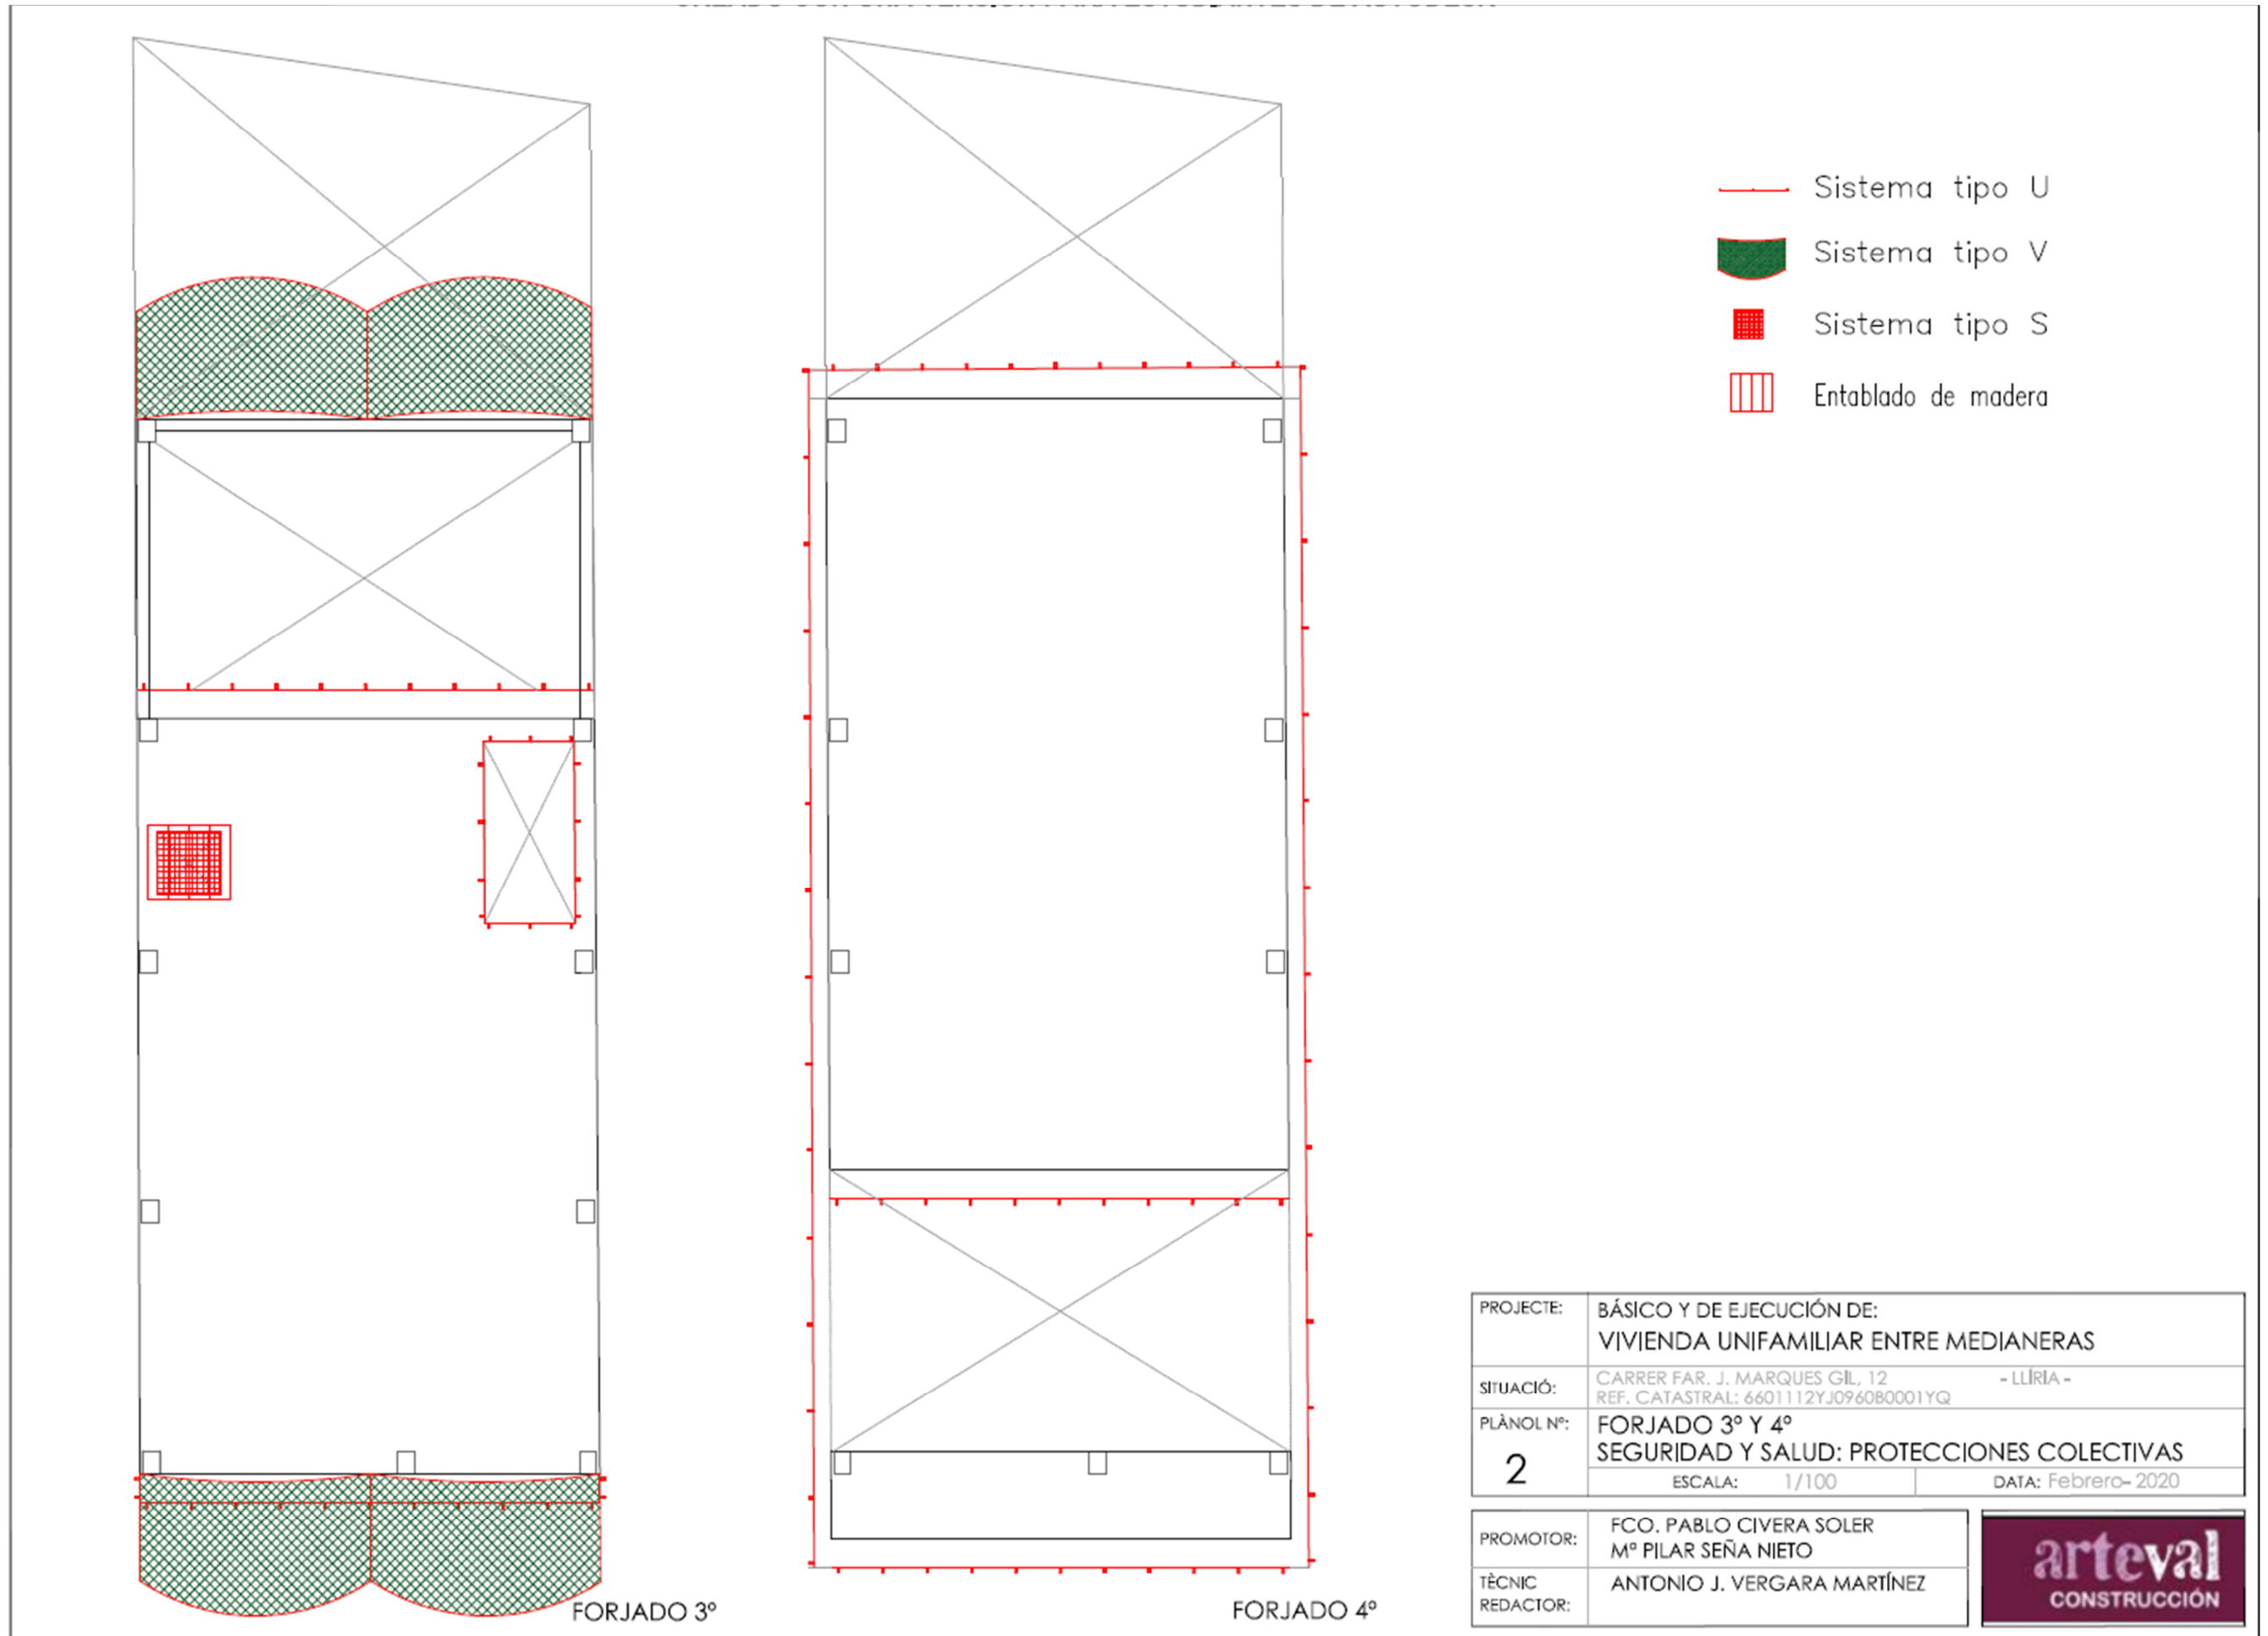 Sistema tipo U
Sistema tipo V
Sistema tipo S
Entablado de madera
FORJADO 3º
FORJADO 4º
PROJECTE: BÁSICO Y DE EJECUCIÓN DE:
VIVIENDA UNIFAMILIAR ENTRE MEDIANERAS
SITUACIÓ: CARRER FAR. J. MARQUES GIL, 12 - LLÍRIA -
REF. CATASTRAL: 6601112YJ0960B0001YQ
PLÀNOL Nº: FORJADO 3º Y 4º
2 SEGURIDAD Y SALUD: PROTECCIONES COLECTIVAS
ESCALA: 1/100 DATA: Febrero- 2020
PROMOTOR: FCO. PABLO CIVERA SOLER
Mª PILAR SEÑA NIETO
TÈCNIC REDACTOR: ANTONIO J. VERGARA MARTÍNEZ
arteval
CONSTRUCCIÓN